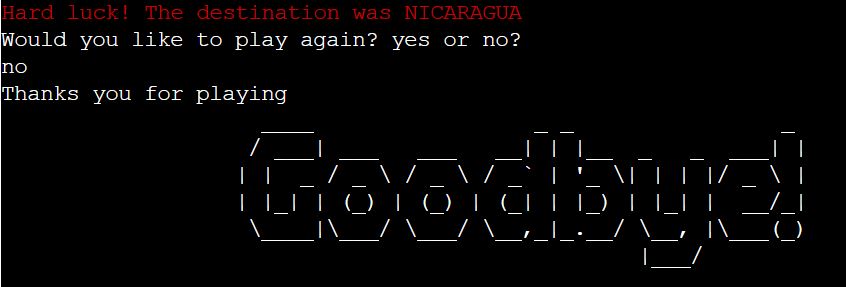 Hard luck! The destination was NICARAGUA
Would you like to play again? yes or no?
no
Thanks you for playing
Goodbye!